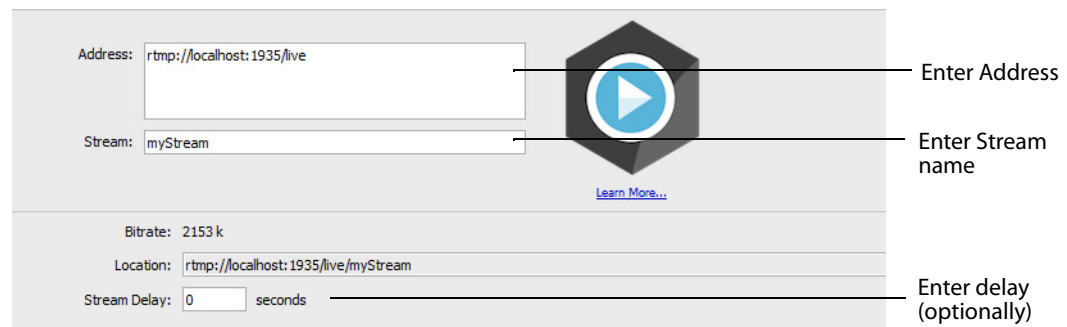 Address: rtmp://localhost:1935/live
Enter Address
Stream: myStream
Enter Stream
name
Learn More...
Bitrate: 2153 k
Location: rtmp://localhost:1935/live/myStream
Stream Delay: 0 seconds
Enter delay
(optionally)